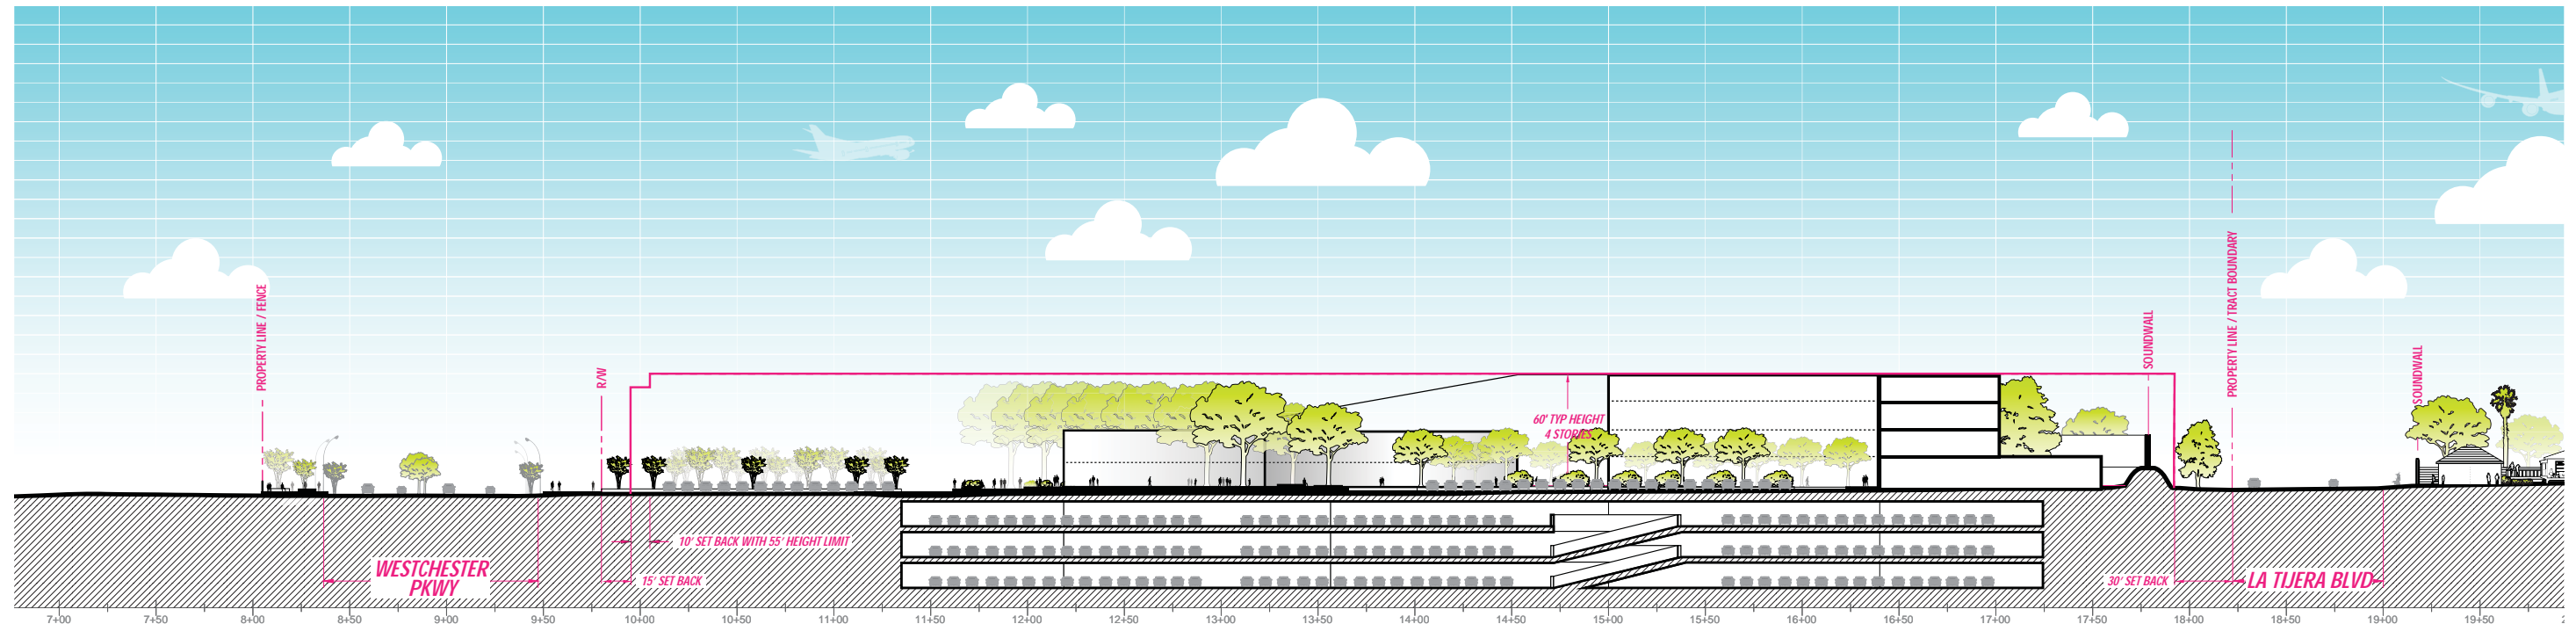 PROPERTY LINE / FENCE
R/W
SOUNDWALL
PROPERTY LINE / TRACT BOUNDARY
SOUNDWALL
60' TYP HEIGHT
4 STORIES
10' SET BACK WITH 55' HEIGHT LIMIT
WESTCHESTER
PKWY
15' SET BACK
30' SET BACK
LA TIJERA BLVD
7+00 7+50 8+00 8+50 9+00 9+50 10+00 10+50 11+00 11+50 12+00 12+50 13+00 13+50 14+00 14+50 15+00 15+50 16+00 16+50 17+00 17+50 18+00 18+50 19+00 19+50